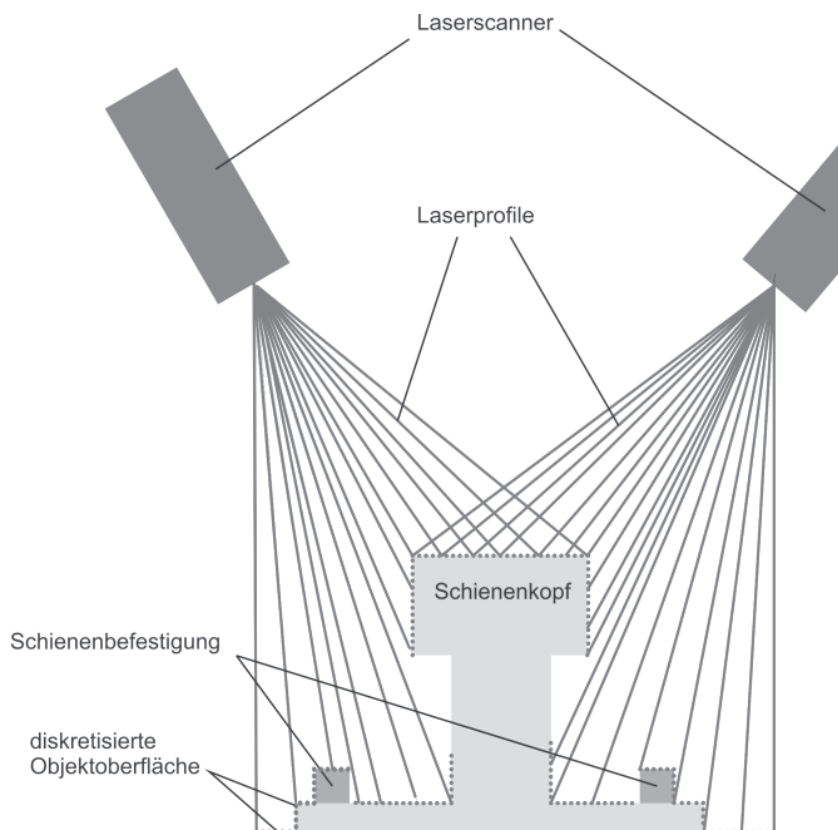 Laserscanner
Laserprofile
Schienenkopf
Schienenbefestigung
diskretisierte
Objektoberfläche